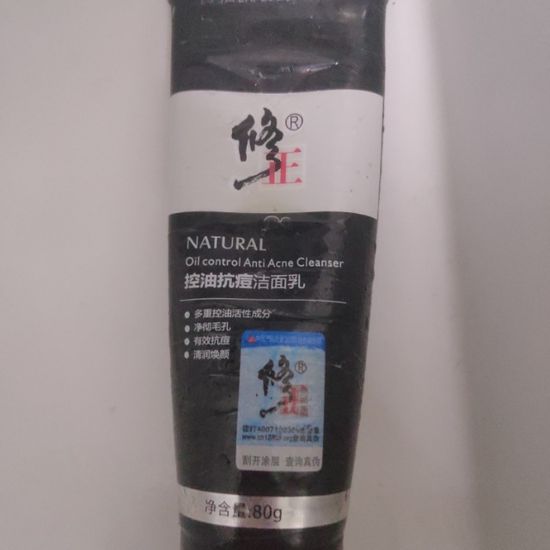 修®
正
NATURAL
Oil control Anti Acne Cleanser
控油抗痘洁面乳
• 多重控油活性成分
• 净彻毛孔
• 有效抗痘
• 清润焕颜
修®
正
刮开涂层 查询真伪
净含量:80g